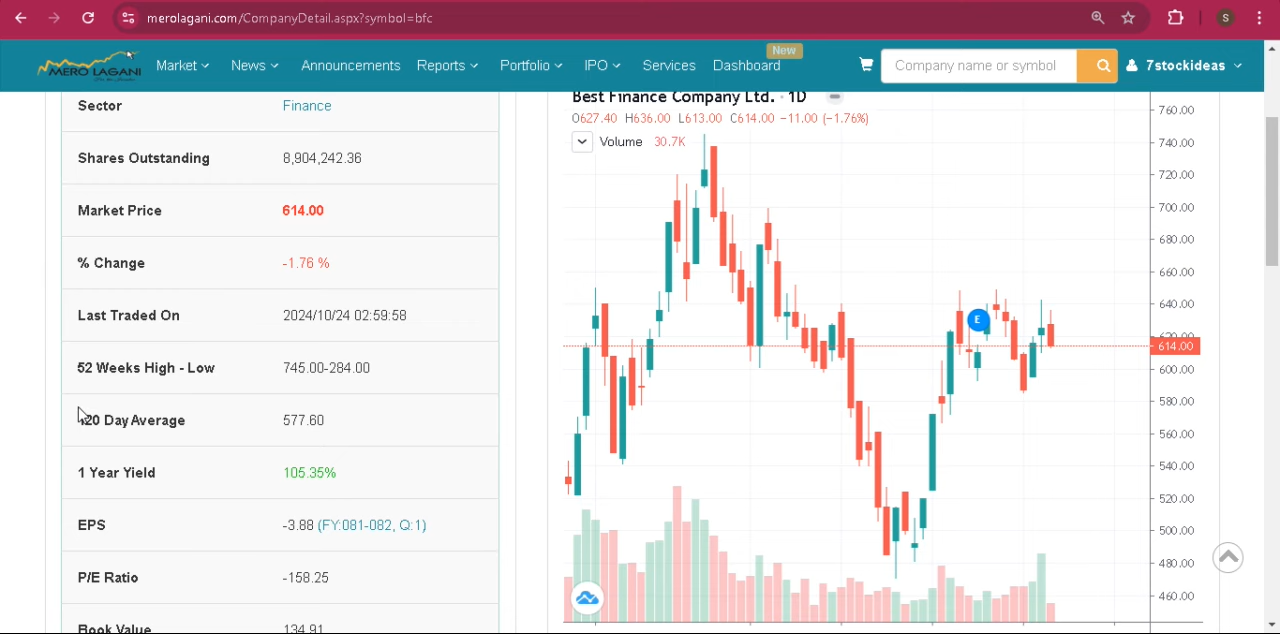 merolagani.com/CompanyDetail.aspx?symbol=bfc
S
MERO LAGANI
Market
News
Announcements
Reports
Portfolio
IPO
Services
Dashboard
New
Company name or symbol
7stockideas
Sector Finance
Shares Outstanding 8,904,242.36
Market Price 614.00
% Change -1.76 %
Last Traded On 2024/10/24 02:59:58
52 Weeks High - Low 745.00-284.00
120 Day Average 577.60
1 Year Yield 105.35%
EPS -3.88 (FY:081-082, Q:1)
P/E Ratio -158.25
Book Value 134.91
Best Finance Company Ltd. · 1D
O627.40 H636.00 L613.00 C614.00 −11.00 (−1.76%)
Volume 30.7K
E
760.00
740.00
720.00
700.00
680.00
660.00
640.00
620.00
614.00
600.00
580.00
560.00
540.00
520.00
500.00
480.00
460.00